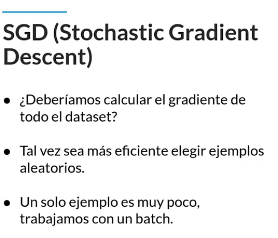 SGD (Stochastic Gradient
Descent)
● ¿Deberíamos calcular el gradiente de
todo el dataset?
● Tal vez sea más eficiente elegir ejemplos
aleatorios.
● Un solo ejemplo es muy poco,
trabajamos con un batch.